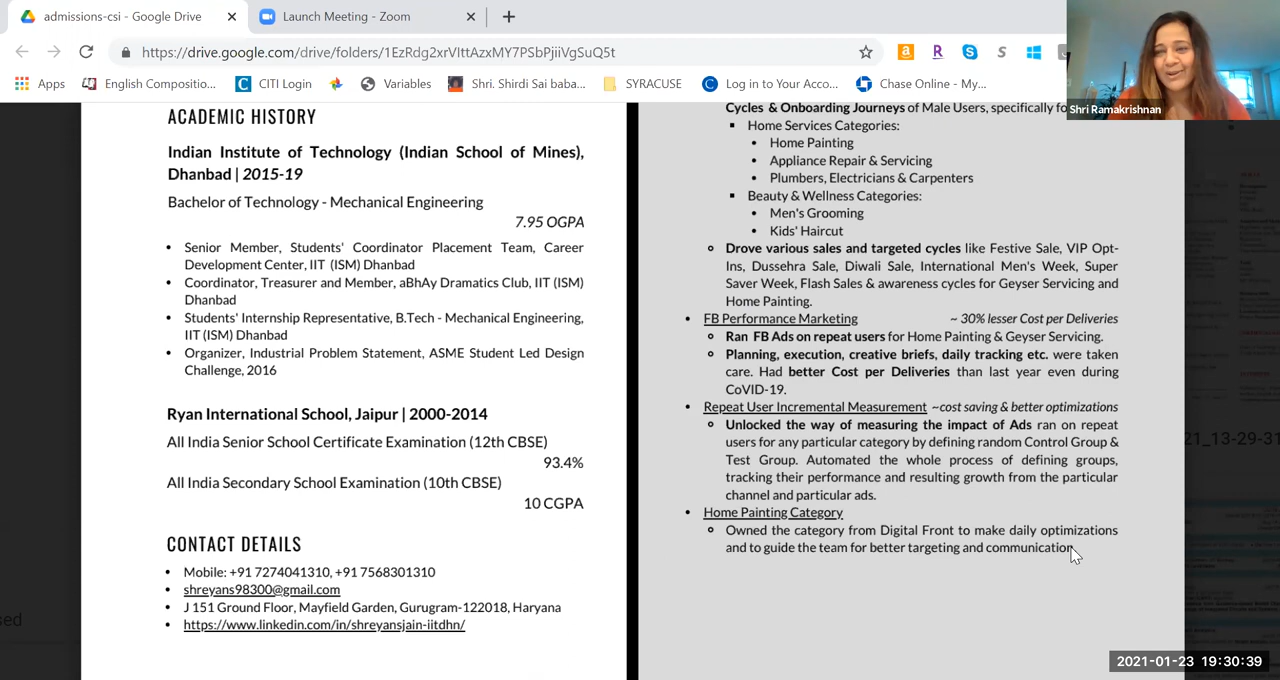 admissions-csi - Google Drive
Launch Meeting - Zoom
https://drive.google.com/drive/folders/1EzRdg2xrVIttAzxMY7PSbPjiiVgSuQ5t
Apps
English Compositio...
CITI Login
Variables
Shri. Shirdi Sai baba...
SYRACUSE
Log in to Your Acco...
Chase Online - My...
Shri Ramakrishnan
ACADEMIC HISTORY
Indian Institute of Technology (Indian School of Mines),
Dhanbad | 2015-19
Bachelor of Technology - Mechanical Engineering
7.95 OGPA
• Senior Member, Students' Coordinator Placement Team, Career
Development Center, IIT (ISM) Dhanbad
• Coordinator, Treasurer and Member, aBhAy Dramatics Club, IIT (ISM)
Dhanbad
• Students' Internship Representative, B.Tech - Mechanical Engineering,
IIT (ISM) Dhanbad
• Organizer, Industrial Problem Statement, ASME Student Led Design
Challenge, 2016
Ryan International School, Jaipur | 2000-2014
All India Senior School Certificate Examination (12th CBSE)
93.4%
All India Secondary School Examination (10th CBSE)
10 CGPA
CONTACT DETAILS
• Mobile: +91 7274041310, +91 7568301310
• shreyans98300@gmail.com
• J 151 Ground Floor, Mayfield Garden, Gurugram-122018, Haryana
• https://www.linkedin.com/in/shreyansjain-iitdhn/
Cycles & Onboarding Journeys of Male Users, specifically
Home Services Categories:
• Home Painting
• Appliance Repair & Servicing
• Plumbers, Electricians & Carpenters
Beauty & Wellness Categories:
• Men's Grooming
• Kids' Haircut
Drove various sales and targeted cycles like Festive Sale, VIP Opt-
Ins, Dussehra Sale, Diwali Sale, International Men's Week, Super
Saver Week, Flash Sales & awareness cycles for Geyser Servicing and
Home Painting.
• FB Performance Marketing ~ 30% lesser Cost per Deliveries
Ran FB Ads on repeat users for Home Painting & Geyser Servicing.
Planning, execution, creative briefs, daily tracking etc. were taken
care. Had better Cost per Deliveries than last year even during
CoVID-19.
• Repeat User Incremental Measurement ~cost saving & better optimizations
Unlocked the way of measuring the impact of Ads ran on repeat
users for any particular category by defining random Control Group &
Test Group. Automated the whole process of defining groups,
tracking their performance and resulting growth from the particular
channel and particular ads.
• Home Painting Category
Owned the category from Digital Front to make daily optimizations
and to guide the team for better targeting and communication
21_13-29-31
2021-01-23 19:30:39